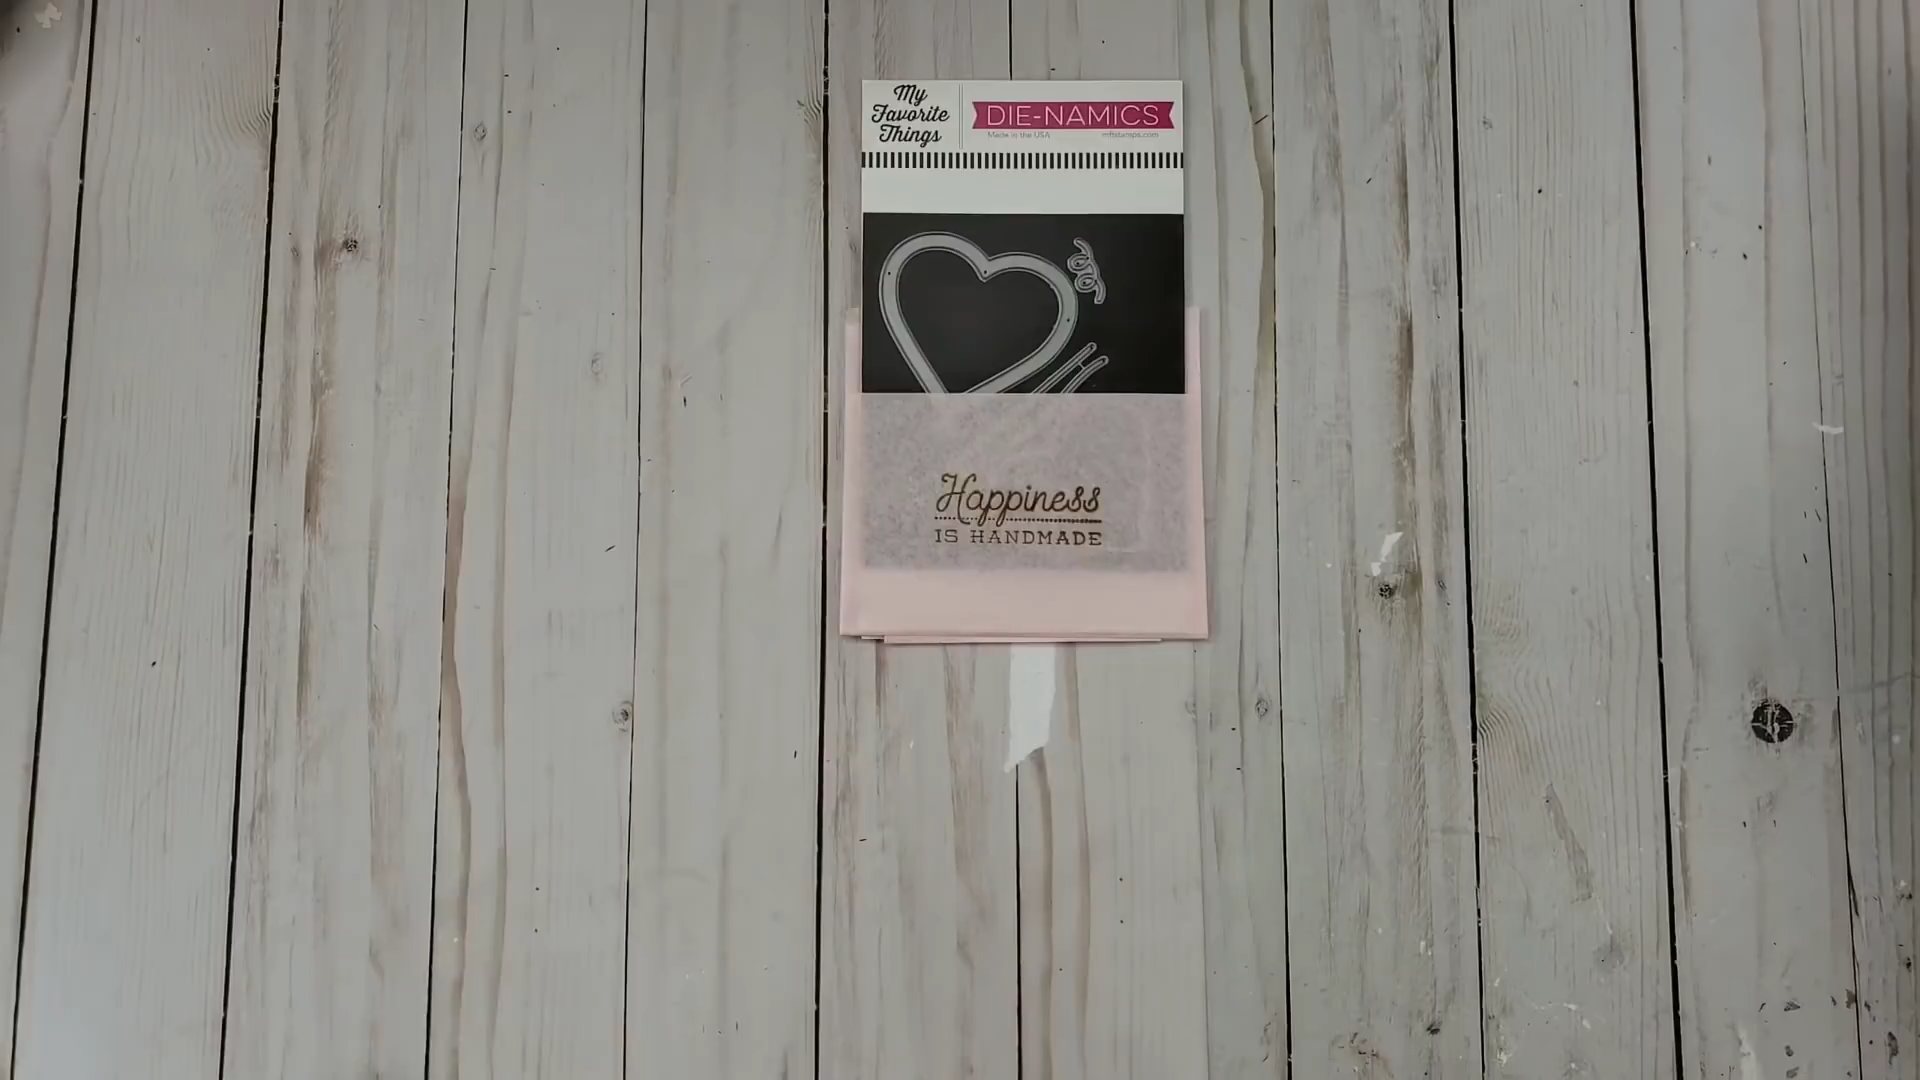 My
Favorite
Things
DIE-NAMICS
Made in the USA mftstamps.com
Happiness
IS HANDMADE